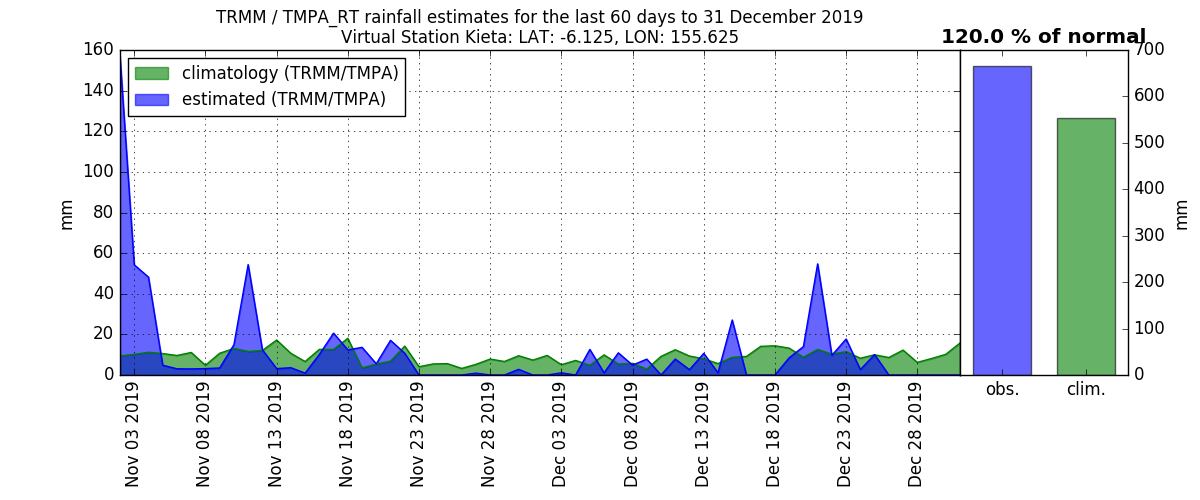 TRMM / TMPA_RT rainfall estimates for the last 60 days to 31 December 2019
Virtual Station Kieta: LAT: -6.125, LON: 155.625
120.0 % of normal
climatology (TRMM/TMPA)
estimated (TRMM/TMPA)
160
140
120
100
80
60
40
20
0
mm
Nov 03 2019
Nov 08 2019
Nov 13 2019
Nov 18 2019
Nov 23 2019
Nov 28 2019
Dec 03 2019
Dec 08 2019
Dec 13 2019
Dec 18 2019
Dec 23 2019
Dec 28 2019
obs.
clim.
700
600
500
400
300
200
100
0
mm